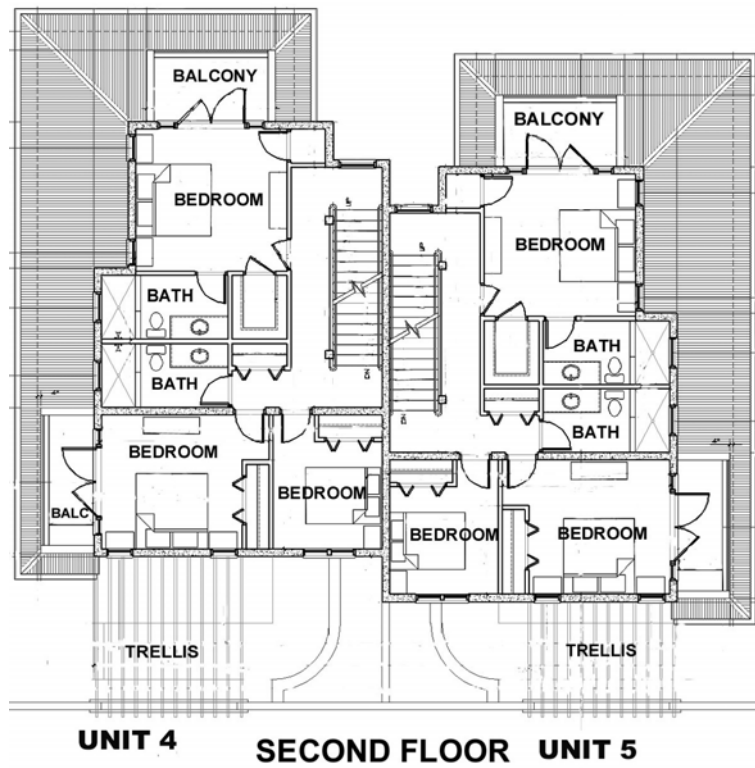 BALCONY
BALCONY
BEDROOM
BEDROOM
BATH
BATH
BATH
BATH
BEDROOM
BEDROOM
BEDROOM
BEDROOM
BALC
TRELLIS
TRELLIS
UNIT 4
SECOND FLOOR
UNIT 5